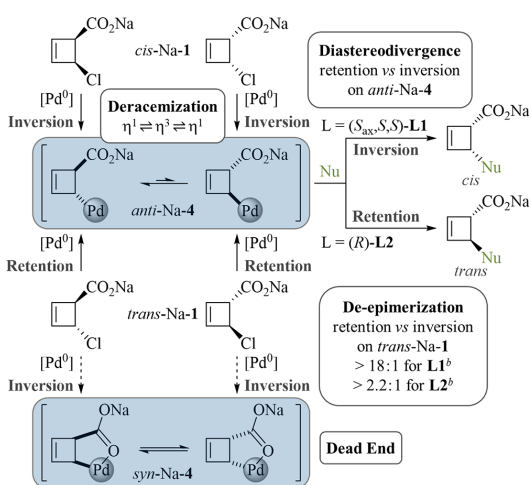 CO₂Na
Cl
cis-Na-1
CO₂Na
Cl
Diastereodivergence
retention vs inversion
on anti-Na-4
[Pd⁰]
Inversion
Deracemization
η¹ ⇌ η³ ⇌ η¹
[Pd⁰]
Inversion
CO₂Na
Pd
anti-Na-4
CO₂Na
Pd
Nu
L = (Sax,S,S)-L1
Inversion
CO₂Na
Nu
cis
Retention
L = (R)-L2
CO₂Na
Nu
trans
[Pd⁰]
Retention
[Pd⁰]
Retention
CO₂Na
Cl
trans-Na-1
CO₂Na
Cl
De-epimerization
retention vs inversion
on trans-Na-1
> 18:1 for L1ᵇ
> 2.2:1 for L2ᵇ
[Pd⁰]
Inversion
[Pd⁰]
Inversion
ONa
O
Pd
syn-Na-4
ONa
O
Pd
Dead End